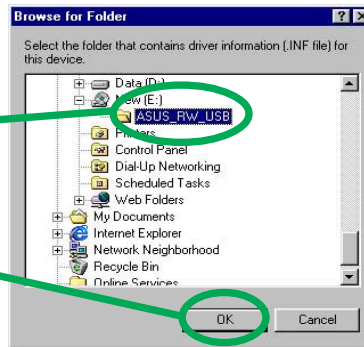 Browse for Folder
Select the folder that contains driver information (.INF file) for
this device.
Data (D:)
New (E:)
ASUS_RW_USB
Printers
Control Panel
Dial-Up Networking
Scheduled Tasks
Web Folders
My Documents
Internet Explorer
Network Neighborhood
Recycle Bin
Online Services
OK Cancel